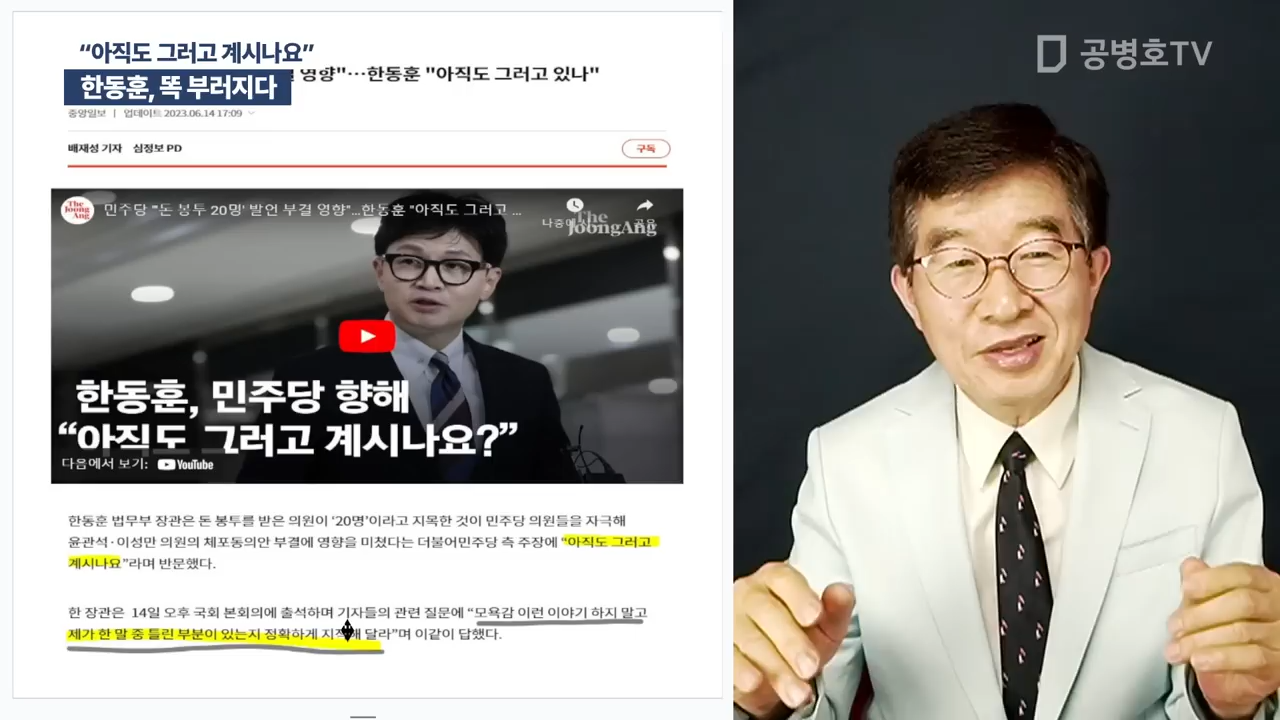 “아직도 그러고 계시나요”
한동훈, 똑 부러지다
영향"…한동훈 "아직도 그러고 있나"
공병호TV
중앙일보 | 업데이트 2023.06.14 17:09
배재성 기자 심정보 PD
구독
The JoongAng
민주당 "'돈 봉투 20명' 발언 부결 영향"...한동훈 "아직도 그러고 ...
The JoongAng
한동훈, 민주당 향해
“아직도 그러고 계시나요?”
다음에서 보기: YouTube
한동훈 법무부 장관은 돈 봉투를 받은 의원이 ‘20명’이라고 지목한 것이 민주당 의원들을 자극해
윤관석·이성만 의원의 체포동의안 부결에 영향을 미쳤다는 더불어민주당 측 주장에 “아직도 그러고
계시나요”라며 반문했다.
한 장관은 14일 오후 국회 본회의에 출석하며 기자들의 관련 질문에 “모욕감 이런 이야기 하지 말고
제가 한 말 중 틀린 부분이 있는지 정확하게 지적해 달라”며 이같이 답했다.